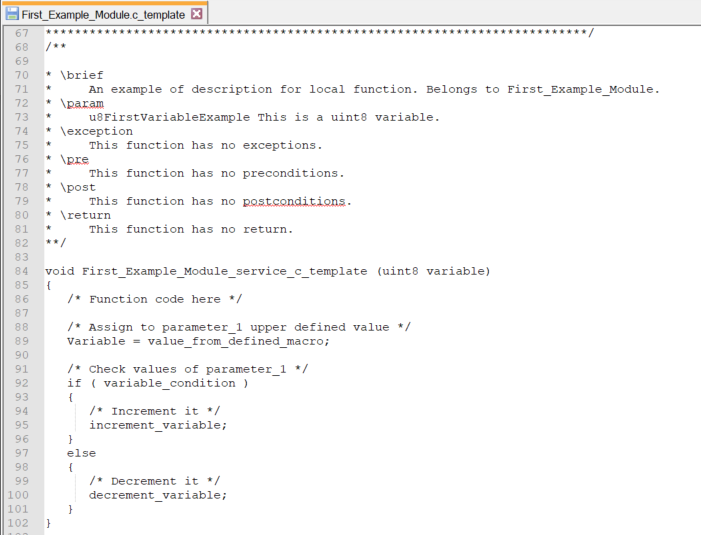 First_Example_Module.c_template
67 **************************************************************************/
68 /**
69
70 * \brief
71 *     An example of description for local function. Belongs to First_Example_Module.
72 * \param
73 *     u8FirstVariableExample This is a uint8 variable.
74 * \exception
75 *     This function has no exceptions.
76 * \pre
77 *     This function has no preconditions.
78 * \post
79 *     This function has no postconditions.
80 * \return
81 *     This function has no return.
82 **/
83
84 void First_Example_Module_service_c_template (uint8 variable)
85 {
86    /* Function code here */
87
88    /* Assign to parameter_1 upper defined value */
89    Variable = value_from_defined_macro;
90
91    /* Check values of parameter_1 */
92    if ( variable_condition )
93    {
94       /* Increment it */
95       increment_variable;
96    }
97    else
98    {
99       /* Decrement it */
100       decrement_variable;
101    }
102 }